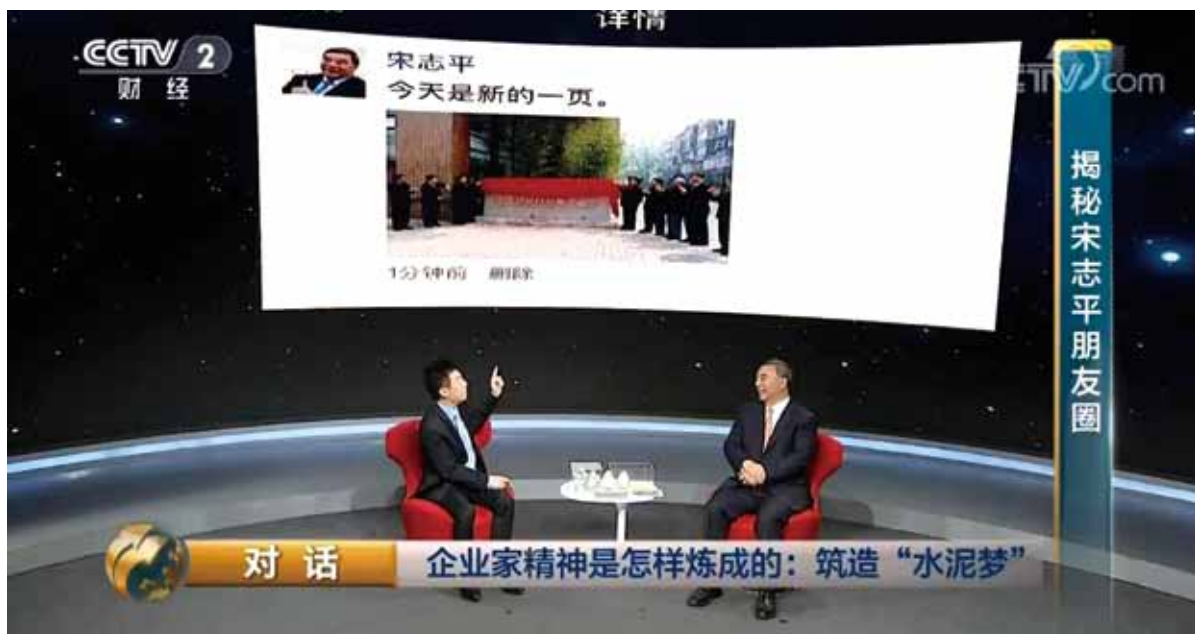 详情
CCTV 2
财经
宋志平
今天是新的一页。
1分钟前 删除
CTV.com
揭秘宋志平朋友圈
对话
企业家精神是怎样炼成的：筑造“水泥梦”